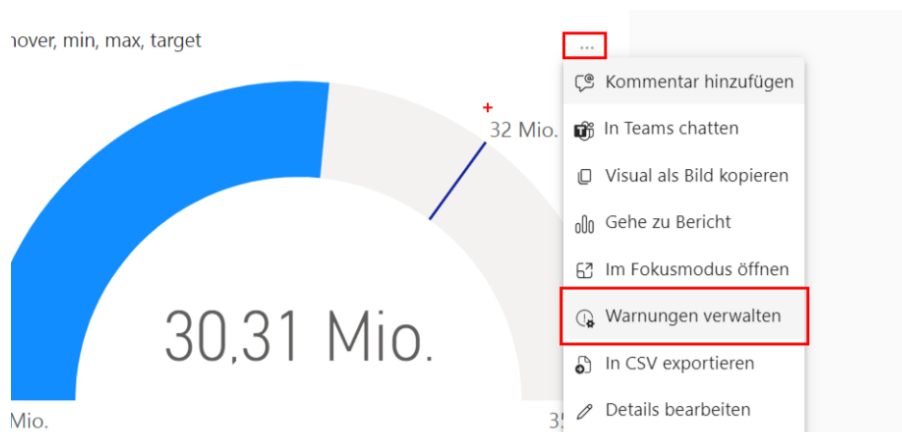 over, min, max, target
...
Kommentar hinzufügen
32 Mio.
In Teams chatten
Visual als Bild kopieren
Gehe zu Bericht
Im Fokusmodus öffnen
Warnungen verwalten
30,31 Mio.
In CSV exportieren
Details bearbeiten
Mio.